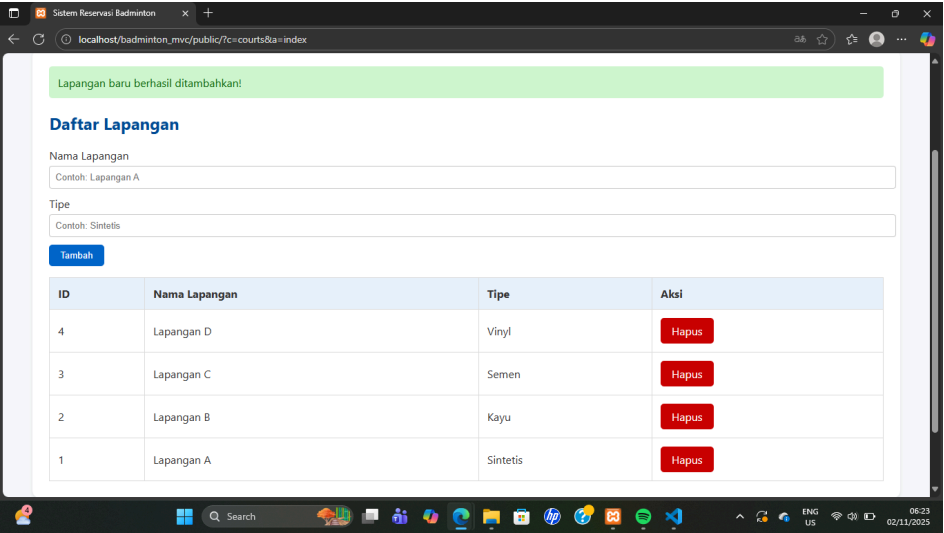 Sistem Reservasi Badminton
localhost/badminton_mvc/public/?c=courts&a=index
Lapangan baru berhasil ditambahkan!
Daftar Lapangan
Nama Lapangan
Contoh: Lapangan A
Tipe
Contoh: Sintetis
Tambah
ID Nama Lapangan Tipe Aksi
4 Lapangan D Vinyl Hapus
3 Lapangan C Semen Hapus
2 Lapangan B Kayu Hapus
1 Lapangan A Sintetis Hapus
4 Search ENG 06:23
US 02/11/2025